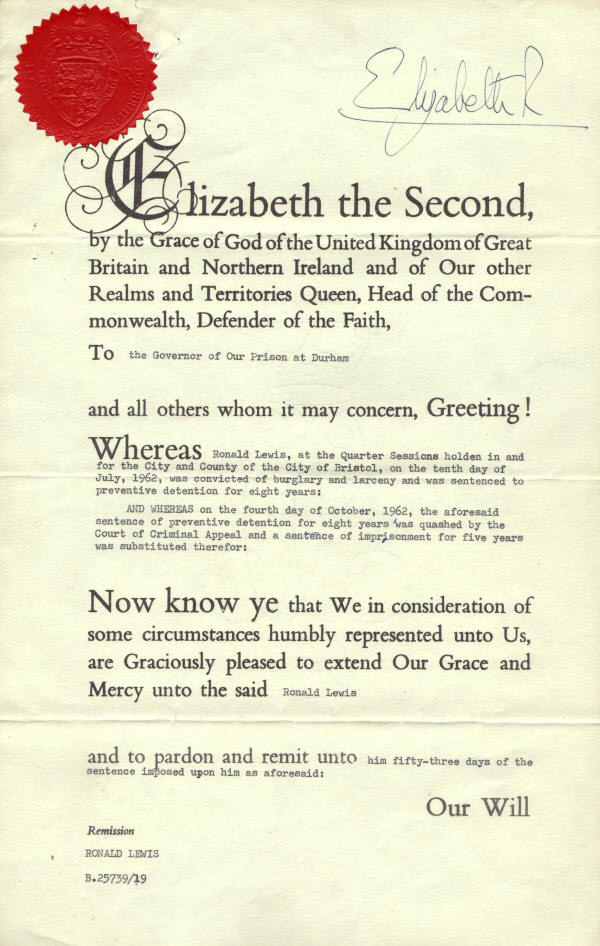 Elizabeth R
Elizabeth the Second,
by the Grace of God of the United Kingdom of Great
Britain and Northern Ireland and of Our other
Realms and Territories Queen, Head of the Com-
monwealth, Defender of the Faith,
To the Governor of Our Prison at Durham
and all others whom it may concern, Greeting!
Whereas Ronald Lewis, at the Quarter Sessions holden in and
for the City and County of the City of Bristol, on the tenth day of
July, 1962, was convicted of burglary and larceny and was sentenced to
preventive detention for eight years:
AND WHEREAS on the fourth day of October, 1962, the aforesaid
sentence of preventive detention for eight years was quashed by the
Court of Criminal Appeal and a sentence of imprisonment for five years
was substituted therefor:
Now know ye that We in consideration of
some circumstances humbly represented unto Us,
are Graciously pleased to extend Our Grace and
Mercy unto the said Ronald Lewis
and to pardon and remit unto him fifty-three days of the
sentence imposed upon him as aforesaid:
Our Will
Remission
RONALD LEWIS
B.25739/19